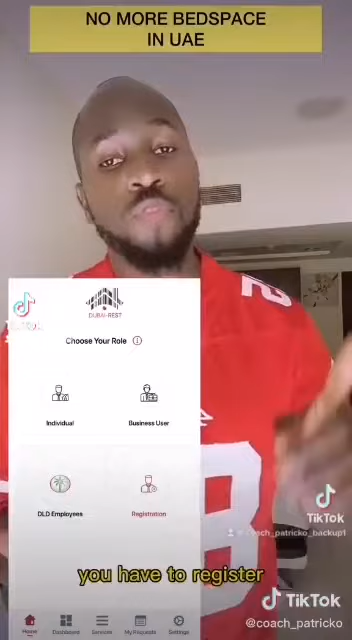 NO MORE BEDSPACE
IN UAE
DUBAI REST
Choose Your Role
Individual
Business User
DLD Employees
Registration
you have to register
Home
Dashboard
Services
My Requests
Settings
TikTok
@coach_patricko_backup1
TikTok
@coach_patricko